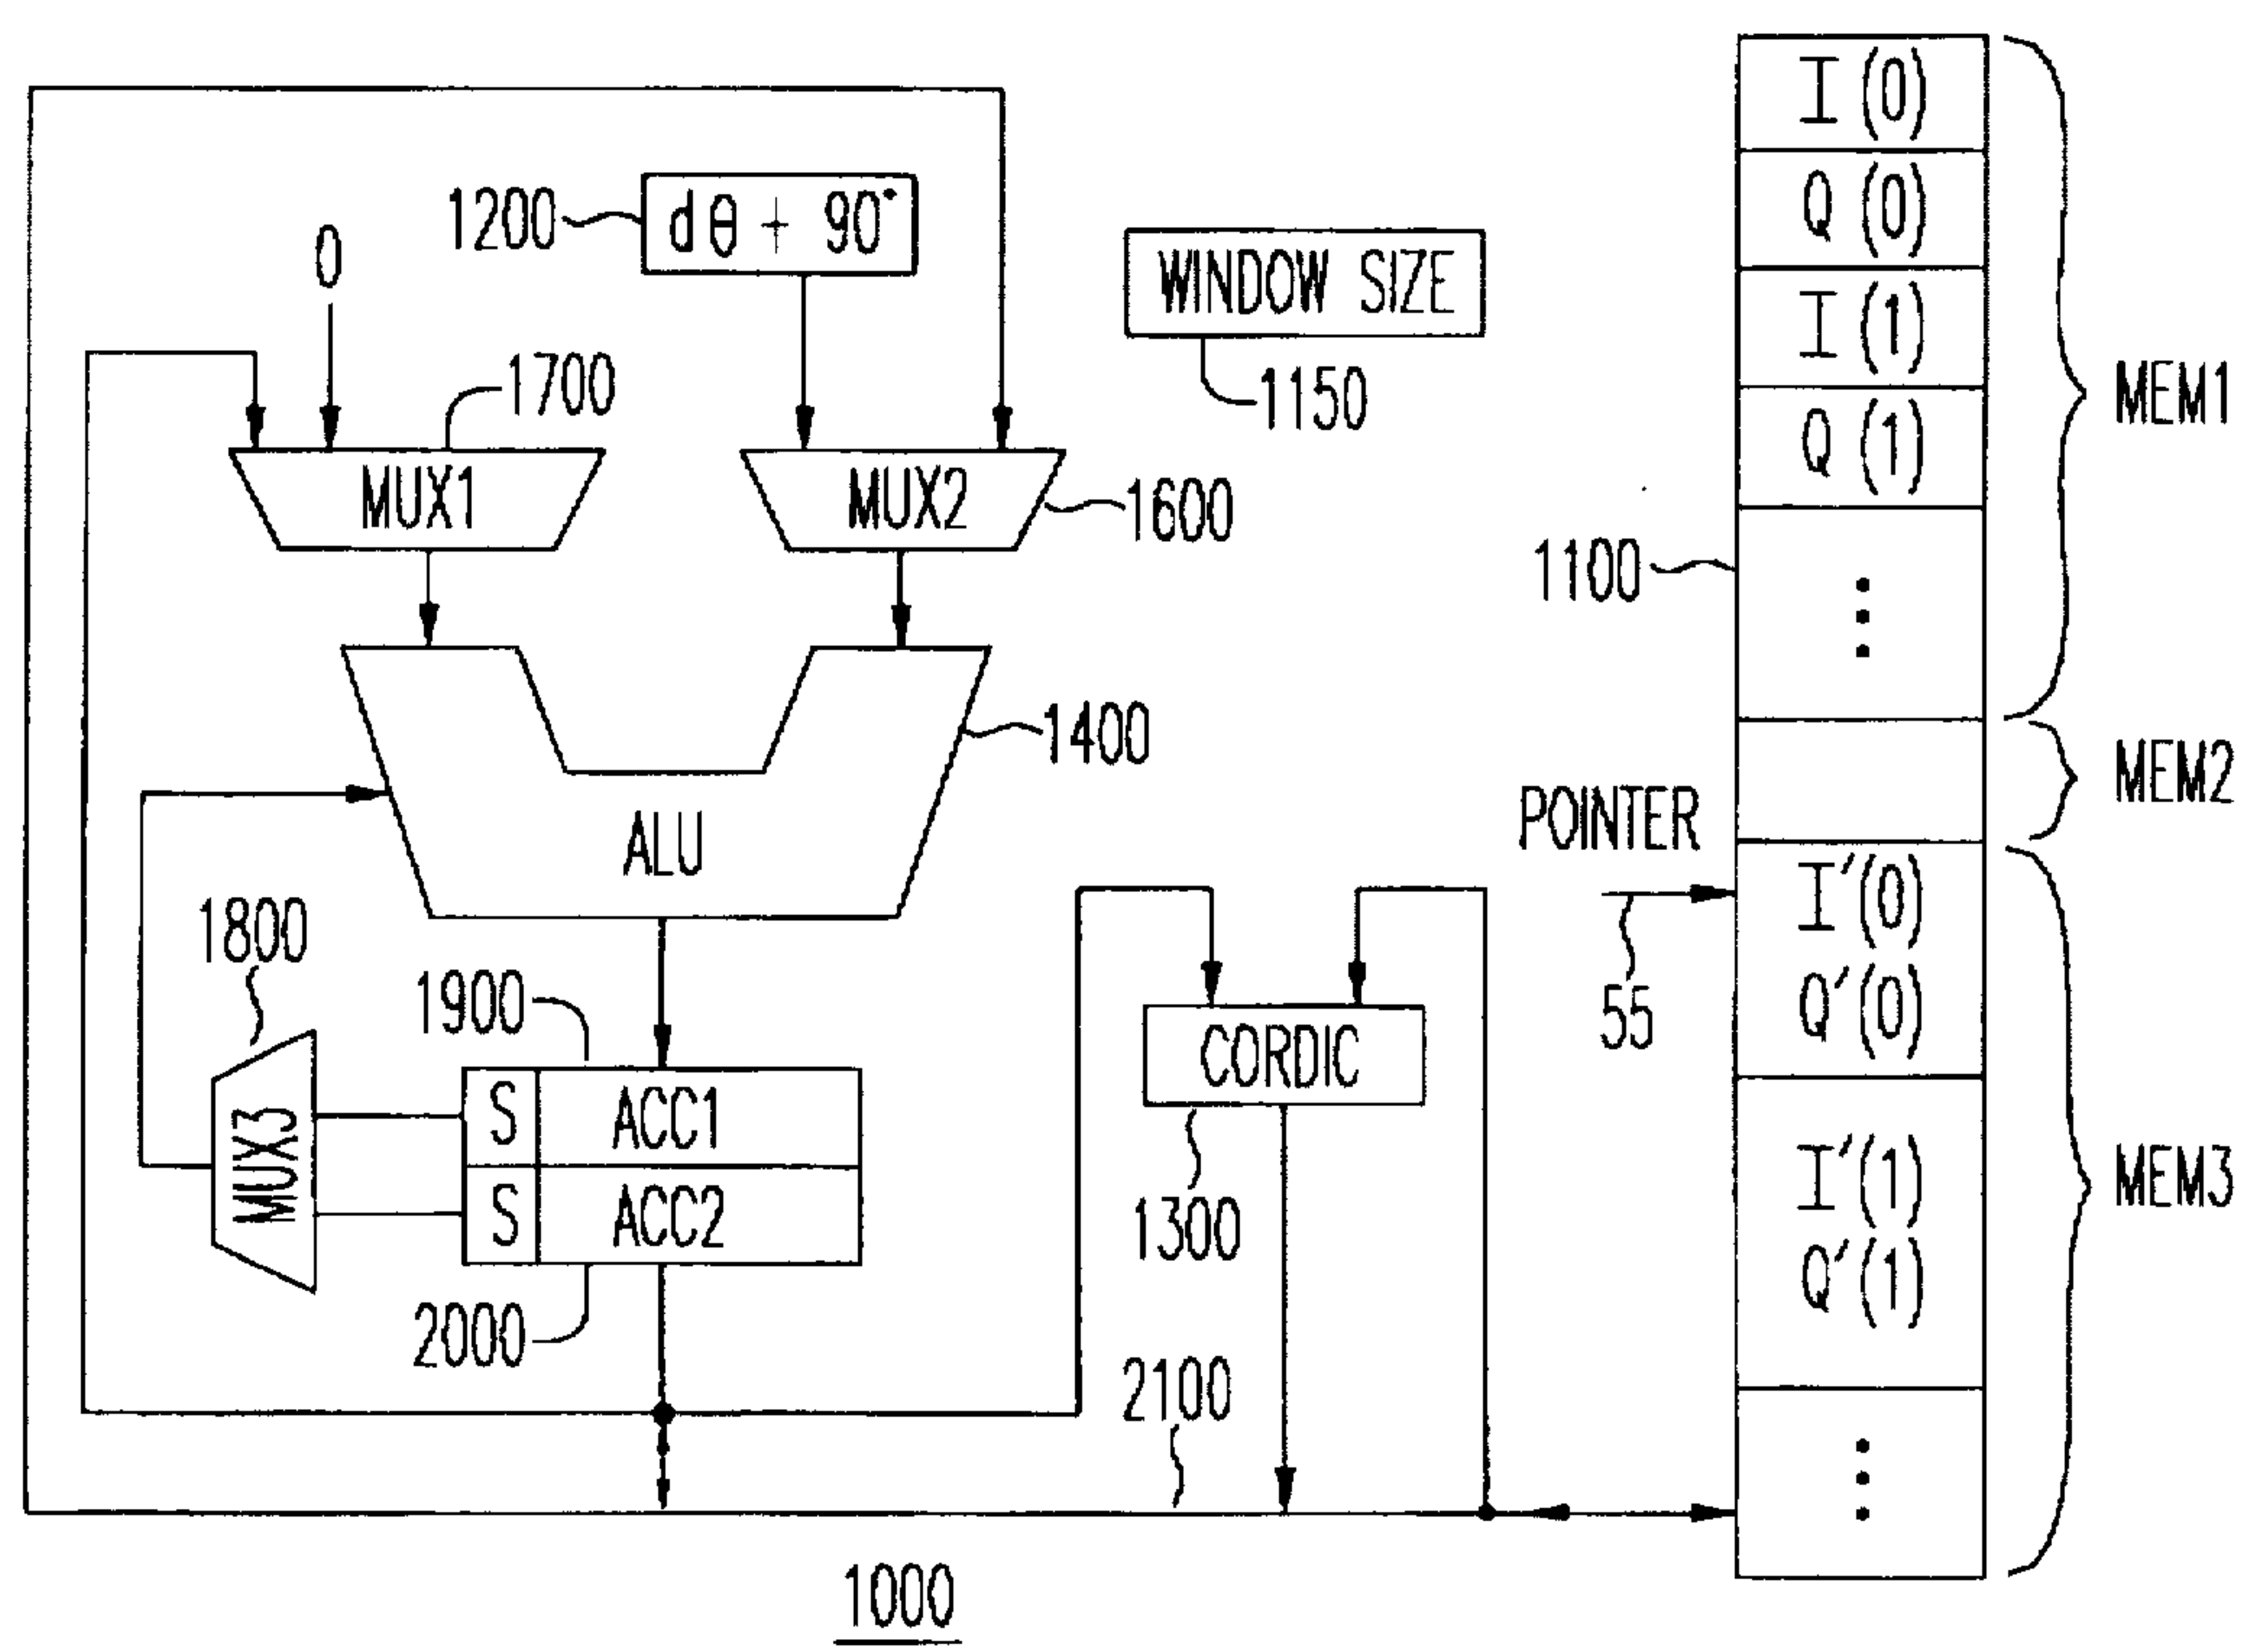 0
1200
dθ + 90°
WINDOW SIZE
1150
1700
MUX1
MUX2
1600
1400
ALU
1800
MUX3
1900
S
ACC1
S
ACC2
2000
CORDIC
1300
2100
1100
POINTER
55
I (0)
Q (0)
I (1)
Q (1)
⋮
I′(0)
Q′(0)
I′(1)
Q′(1)
⋮
MEM1
MEM2
MEM3
1000